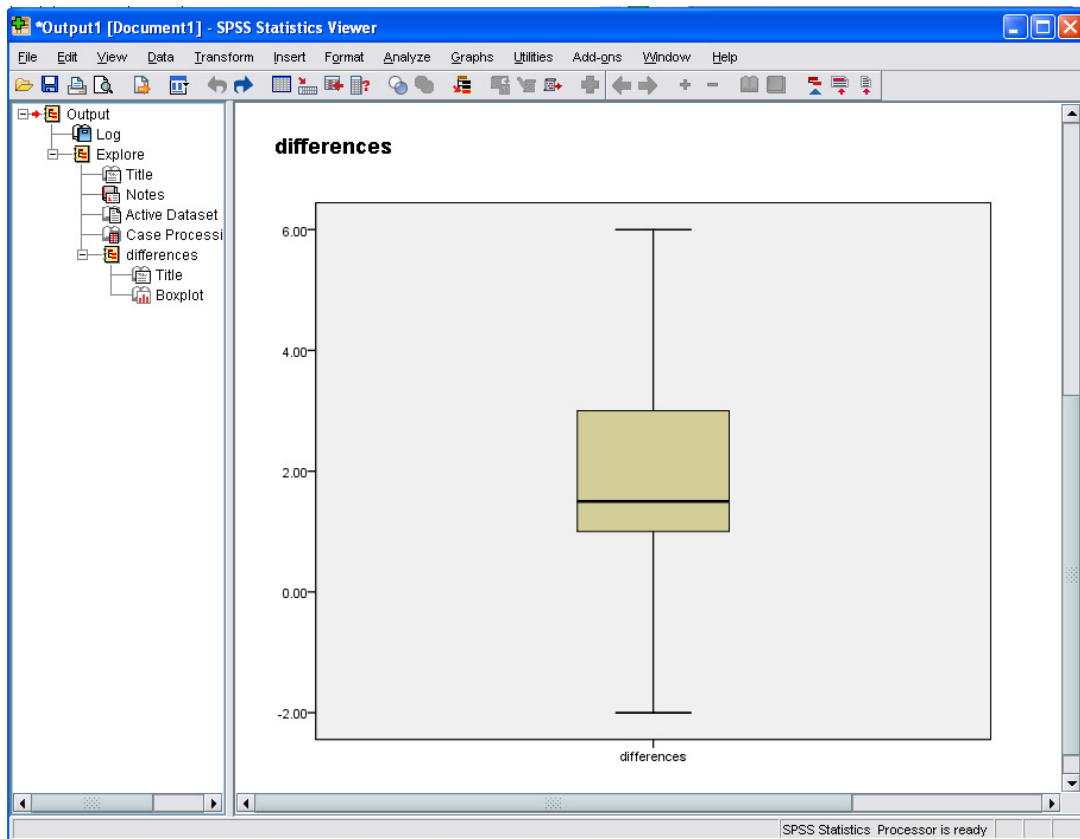 *Output1 [Document1] - SPSS Statistics Viewer
File Edit View Data Transform Insert Format Analyze Graphs Utilities Add-ons Window Help
Output
Log
Explore
Title
Notes
Active Dataset
Case Processi
differences
Title
Boxplot
differences
6.00
4.00
2.00
0.00
-2.00
differences
SPSS Statistics Processor is ready